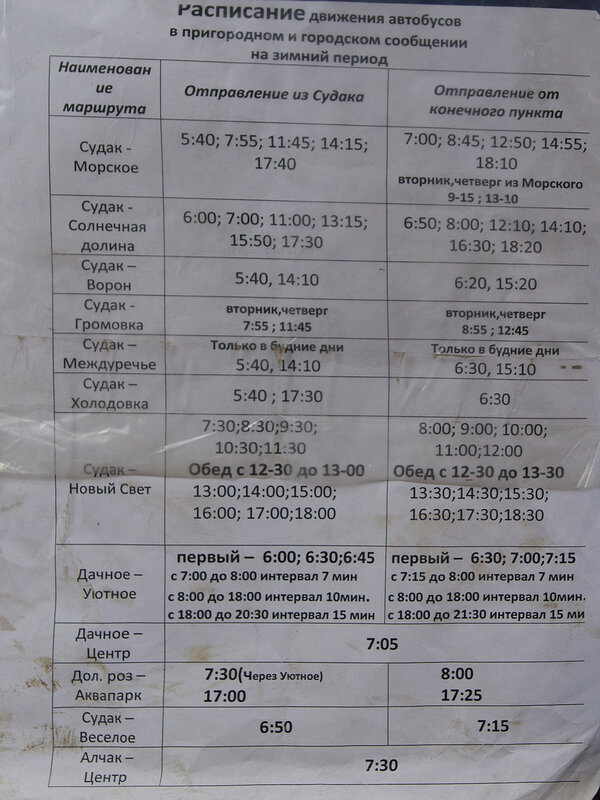 Расписание движения автобусов
в пригородном и городском сообщении
на зимний период
Наименован
ие
маршрута
Отправление из Судака
Отправление от
конечного пункта
Судак -
Морское
5:40; 7:55; 11:45; 14:15;
17:40
7:00; 8:45; 12:50; 14:55;
18:10
вторник,четверг из Морского
9-15 ; 13-10
Судак -
Солнечная
долина
6:00; 7:00; 11:00; 13:15;
15:50; 17:30
6:50; 8:00; 12:10; 14:10;
16:30; 18:20
Судак –
Ворон
5:40, 14:10
6:20, 15:20
Судак -
Громовка
вторник,четверг
7:55 ; 11:45
вторник,четверг
8:55 ; 12:45
Судак –
Междуречье
Только в будние дни
5:40, 14:10
Только в будние дни
6:30, 15:10
Судак –
Холодовка
5:40 ; 17:30
6:30
Судак –
Новый Свет
7:30;8:30;9:30;
10:30;11:30
Обед с 12-30 до 13-00
13:00;14:00;15:00;
16:00; 17:00;18:00
8:00; 9:00; 10:00;
11:00;12:00
Обед с 12-30 до 13-30
13:30;14:30;15:30;
16:30;17:30;18:30
Дачное –
Уютное
первый – 6:00; 6:30;6:45
с 7:00 до 8:00 интервал 7 мин
с 8:00 до 18:00 интервал 10мин.
с 18:00 до 20:30 интервал 15 мин
первый – 6:30; 7:00;7:15
с 7:15 до 8:00 интервал 7 мин
с 8:00 до 18:00 интервал 10мин.
с 18:00 до 21:30 интервал 15 ми
Дачное –
Центр
7:05
Дол. роз –
Аквапарк
7:30(Через Уютное)
17:00
8:00
17:25
Судак –
Веселое
6:50
7:15
Алчак –
Центр
7:30